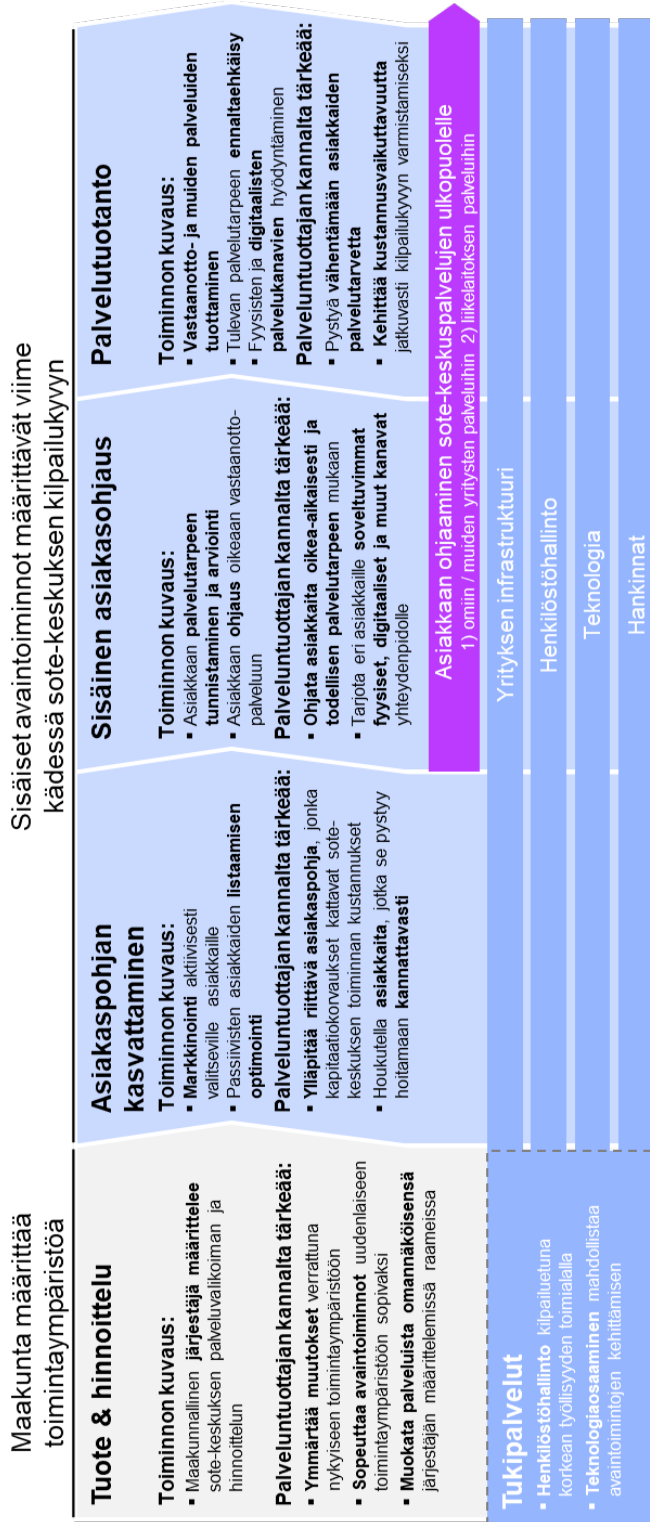 Maakunta määrittää
toimintaympäristöä
Sisäiset avaintoiminnot määrittävät viime
kädessä sote-keskuksen kilpailukyvyn
Tuote & hinnoittelu
Toiminnon kuvaus:
▪ Maakunnallinen järjestäjä määrittelee
sote-keskuksen palveluvalikoiman ja
hinnoittelun
Palveluntuottajan kannalta tärkeää:
▪ Ymmärtää muutokset verrattuna
nykyiseen toimintaympäristöön
▪ Sopeuttaa avaintoiminnot uudenlaiseen
toimintaympäristöön sopivaksi
▪ Muokata palveluista omannäköisensä
järjestäjän määrittelemissä raameissa
Asiakaspohjan
kasvattaminen
Toiminnon kuvaus:
▪ Markkinointi aktiivisesti
valitseville asiakkaille
▪ Passiivisten asiakkaiden listaamisen
optimointi
Palveluntuottajan kannalta tärkeää:
▪ Ylläpitää riittävä asiakaspohja, jonka
kapitaatiokorvaukset kattavat sote-
keskuksen toiminnan kustannukset
▪ Houkutella asiakkaita, jotka se pystyy
hoitamaan kannattavasti
Sisäinen asiakasohjaus
Toiminnon kuvaus:
▪ Asiakkaan palvelutarpeen
tunnistaminen ja arviointi
▪ Asiakkaan ohjaus oikeaan vastaanotto-
palveluun
Palveluntuottajan kannalta tärkeää:
▪ Ohjata asiakkaita oikea-aikaisesti ja
todellisen palvelutarpeen mukaan
▪ Tarjota eri asiakkaille soveltuvimmat
fyysiset, digitaaliset ja muut kanavat
yhteydenpidolle
Palvelutuotanto
Toiminnon kuvaus:
▪ Vastaanotto- ja muiden palveluiden
tuottaminen
▪ Tulevan palvelutarpeen ennaltaehkäisy
▪ Fyysisten ja digitaalisten
palvelukanavien hyödyntäminen
Palveluntuottajan kannalta tärkeää:
▪ Pystyä vähentämään asiakkaiden
palvelutarvetta
▪ Kehittää kustannusvaikuttavuutta
jatkuvasti kilpailukyvyn varmistamiseksi
Asiakkaan ohjaaminen sote-keskuspalvelujen ulkopuolelle
1) omiin / muiden yritysten palveluihin 2) liikelaitoksen palveluihin
Tukipalvelut
▪ Henkilöstöhallinto kilpailuetuna
korkean työllisyyden toimialalla
▪ Teknologiaosaaminen mahdollistaa
avaintoimintojen kehittämisen
Yrityksen infrastruktuuri
Henkilöstöhallinto
Teknologia
Hankinnat